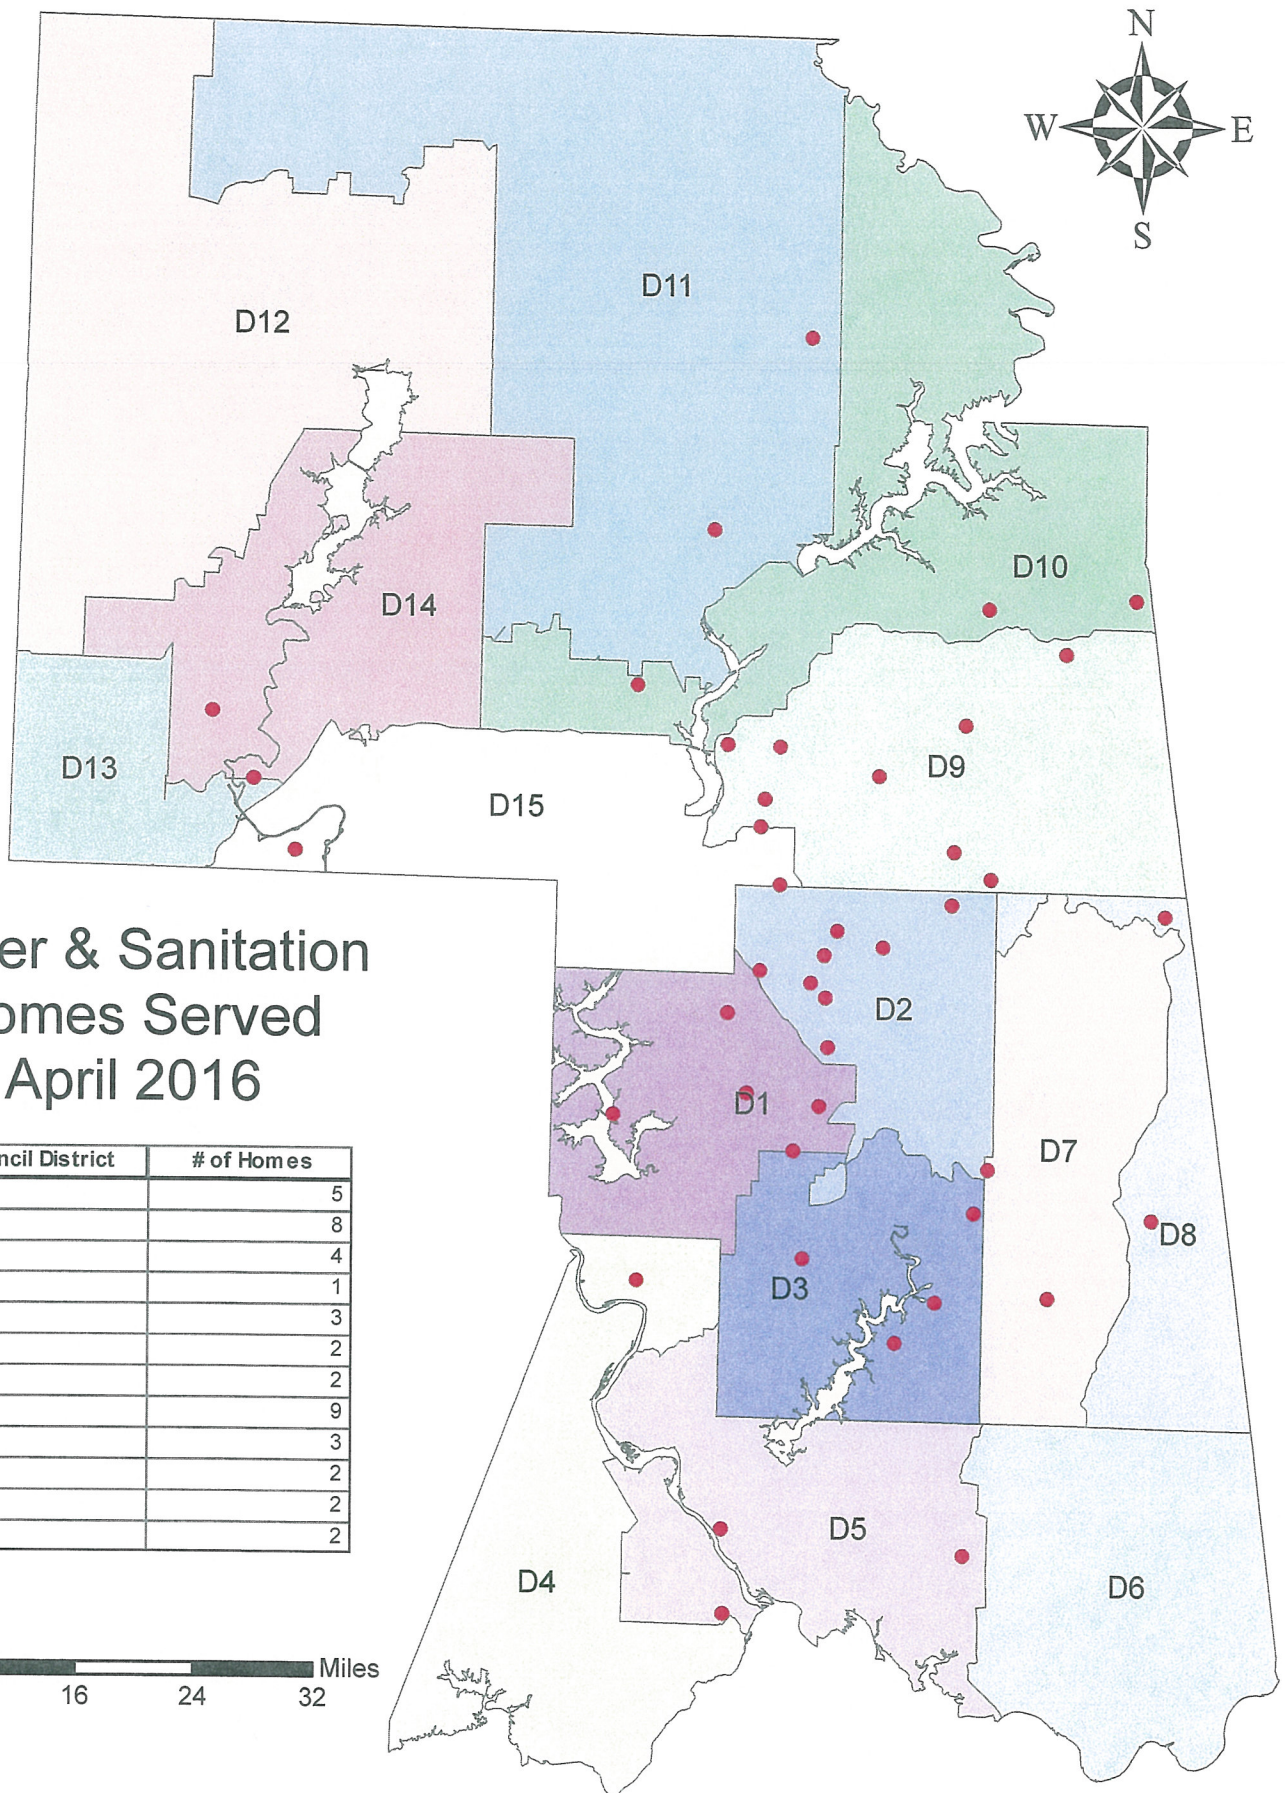 N
W E
S
D11
D12
D10
D14
D9
D13
D15
er & Sanitation
omes Served
April 2016
D2
D1
D7
ncil District # of Homes
5
8
4
1
3
2
2
9
3
2
2
2
D8
D3
D5
D4
D6
Miles
16 24 32